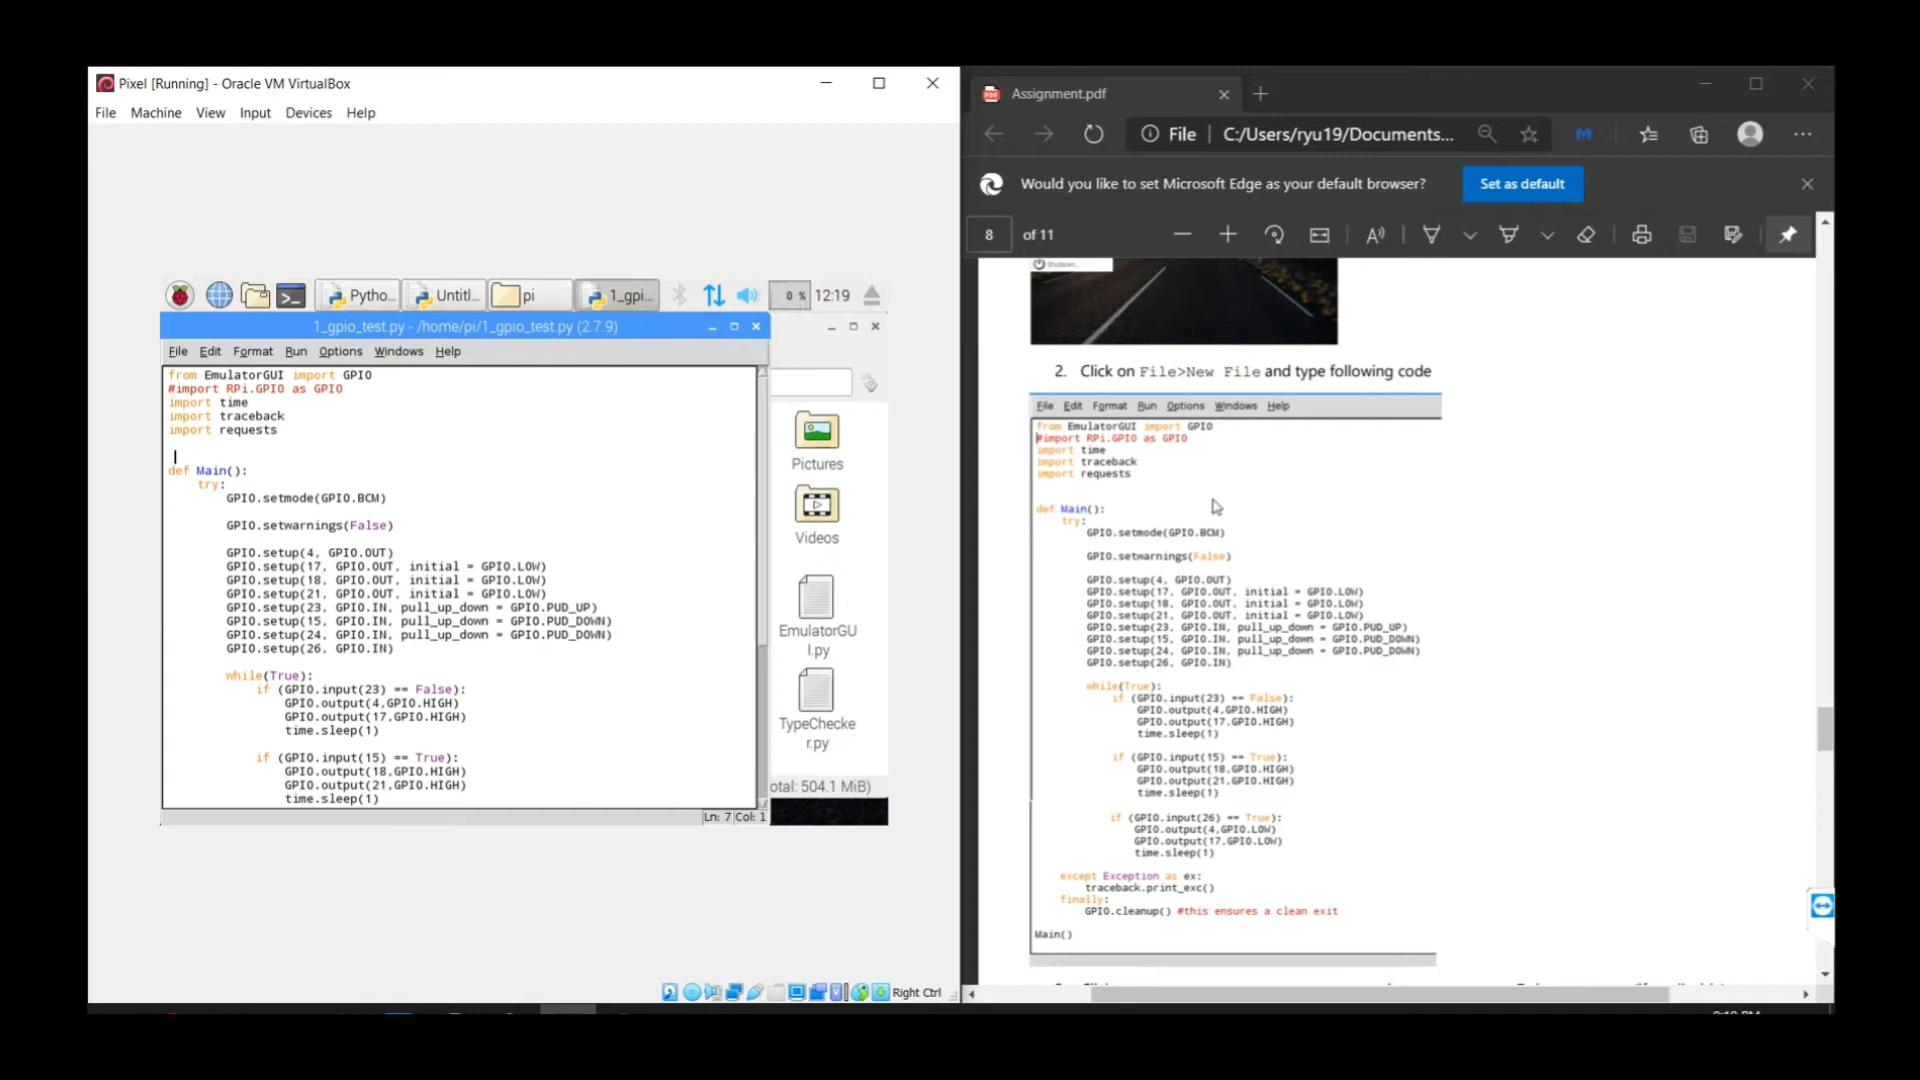 Pixel [Running] - Oracle VM VirtualBox
File Machine View Input Devices Help
Pytho... Untitl... pi 1_gpi... 0 % 12:19
1_gpio_test.py - /home/pi/1_gpio_test.py (2.7.9)
File Edit Format Run Options Windows Help
from EmulatorGUI import GPIO
#import RPi.GPIO as GPIO
import time
import traceback
import requests
def Main():
try:
GPIO.setmode(GPIO.BCM)
GPIO.setwarnings(False)
GPIO.setup(4, GPIO.OUT)
GPIO.setup(17, GPIO.OUT, initial = GPIO.LOW)
GPIO.setup(18, GPIO.OUT, initial = GPIO.LOW)
GPIO.setup(21, GPIO.OUT, initial = GPIO.LOW)
GPIO.setup(23, GPIO.IN, pull_up_down = GPIO.PUD_UP)
GPIO.setup(15, GPIO.IN, pull_up_down = GPIO.PUD_DOWN)
GPIO.setup(24, GPIO.IN, pull_up_down = GPIO.PUD_DOWN)
GPIO.setup(26, GPIO.IN)
while(True):
if (GPIO.input(23) == False):
GPIO.output(4,GPIO.HIGH)
GPIO.output(17,GPIO.HIGH)
time.sleep(1)
if (GPIO.input(15) == True):
GPIO.output(18,GPIO.HIGH)
GPIO.output(21,GPIO.HIGH)
time.sleep(1)
Ln: 7 Col: 1
Pictures
Videos
EmulatorGU
I.py
TypeChecke
r.py
otal: 504.1 MiB)
Right Ctrl
Assignment.pdf
File C:/Users/ryu19/Documents...
Would you like to set Microsoft Edge as your default browser? Set as default
8 of 11
Shutdown...
2. Click on File>New File and type following code
File Edit Format Run Options Windows Help
from EmulatorGUI import GPIO
#import RPi.GPIO as GPIO
import time
import traceback
import requests
def Main():
try:
GPIO.setmode(GPIO.BCM)
GPIO.setwarnings(False)
GPIO.setup(4, GPIO.OUT)
GPIO.setup(17, GPIO.OUT, initial = GPIO.LOW)
GPIO.setup(18, GPIO.OUT, initial = GPIO.LOW)
GPIO.setup(21, GPIO.OUT, initial = GPIO.LOW)
GPIO.setup(23, GPIO.IN, pull_up_down = GPIO.PUD_UP)
GPIO.setup(15, GPIO.IN, pull_up_down = GPIO.PUD_DOWN)
GPIO.setup(24, GPIO.IN, pull_up_down = GPIO.PUD_DOWN)
GPIO.setup(26, GPIO.IN)
while(True):
if (GPIO.input(23) == False):
GPIO.output(4,GPIO.HIGH)
GPIO.output(17,GPIO.HIGH)
time.sleep(1)
if (GPIO.input(15) == True):
GPIO.output(18,GPIO.HIGH)
GPIO.output(21,GPIO.HIGH)
time.sleep(1)
if (GPIO.input(26) == True):
GPIO.output(4,GPIO.LOW)
GPIO.output(17,GPIO.LOW)
time.sleep(1)
except Exception as ex:
traceback.print_exc()
finally:
GPIO.cleanup() #this ensures a clean exit
Main()